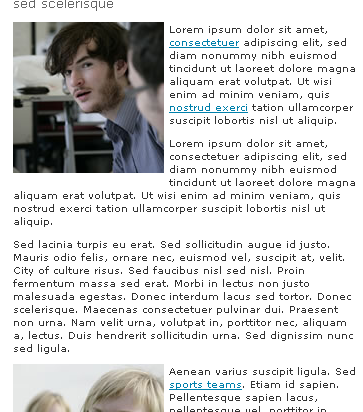 sed scelerisque
Lorem ipsum dolor sit amet,
consectetuer adipiscing elit, sed
diam nonummy nibh euismod
tincidunt ut laoreet dolore magna
aliquam erat volutpat. Ut wisi
enim ad minim veniam, quis
nostrud exerci tation ullamcorper
suscipit lobortis nisl ut aliquip.
Lorem ipsum dolor sit amet,
consectetuer adipiscing elit, sed
diam nonummy nibh euismod
tincidunt ut laoreet dolore magna
aliquam erat volutpat. Ut wisi enim ad minim veniam, quis
nostrud exerci tation ullamcorper suscipit lobortis nisl ut
aliquip.
Sed lacinia turpis eu erat. Sed sollicitudin augue id justo.
Mauris odio felis, ornare nec, euismod vel, suscipit at, velit.
City of culture risus. Sed faucibus nisl sed nisl. Proin
fermentum massa sed erat. Morbi in lectus non justo
malesuada egestas. Donec interdum lacus sed tortor. Donec
scelerisque. Maecenas consectetuer pulvinar dui. Praesent
non urna. Nam velit urna, volutpat in, porttitor nec, aliquam
a, lectus. Duis hendrerit sollicitudin urna. Sed dignissim nunc
sed ligula.
Aenean varius suscipit ligula. Sed
sports teams. Etiam id sapien.
Pellentesque sapien lacus,
pellentesque vel, porttitor in,